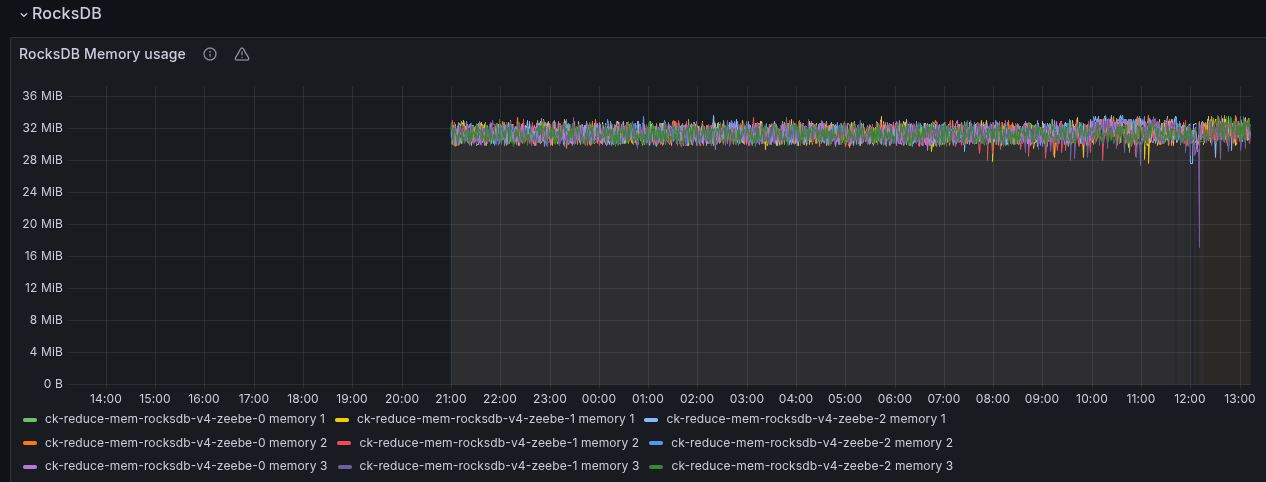 RocksDB
RocksDB Memory usage
36 MiB
32 MiB
28 MiB
24 MiB
20 MiB
16 MiB
12 MiB
8 MiB
4 MiB
0 B
14:00 15:00 16:00 17:00 18:00 19:00 20:00 21:00 22:00 23:00 00:00 01:00 02:00 03:00 04:00 05:00 06:00 07:00 08:00 09:00 10:00 11:00 12:00 13:00
ck-reduce-mem-rocksdb-v4-zeebe-0 memory 1 ck-reduce-mem-rocksdb-v4-zeebe-1 memory 1 ck-reduce-mem-rocksdb-v4-zeebe-2 memory 1
ck-reduce-mem-rocksdb-v4-zeebe-0 memory 2 ck-reduce-mem-rocksdb-v4-zeebe-1 memory 2 ck-reduce-mem-rocksdb-v4-zeebe-2 memory 2
ck-reduce-mem-rocksdb-v4-zeebe-0 memory 3 ck-reduce-mem-rocksdb-v4-zeebe-1 memory 3 ck-reduce-mem-rocksdb-v4-zeebe-2 memory 3